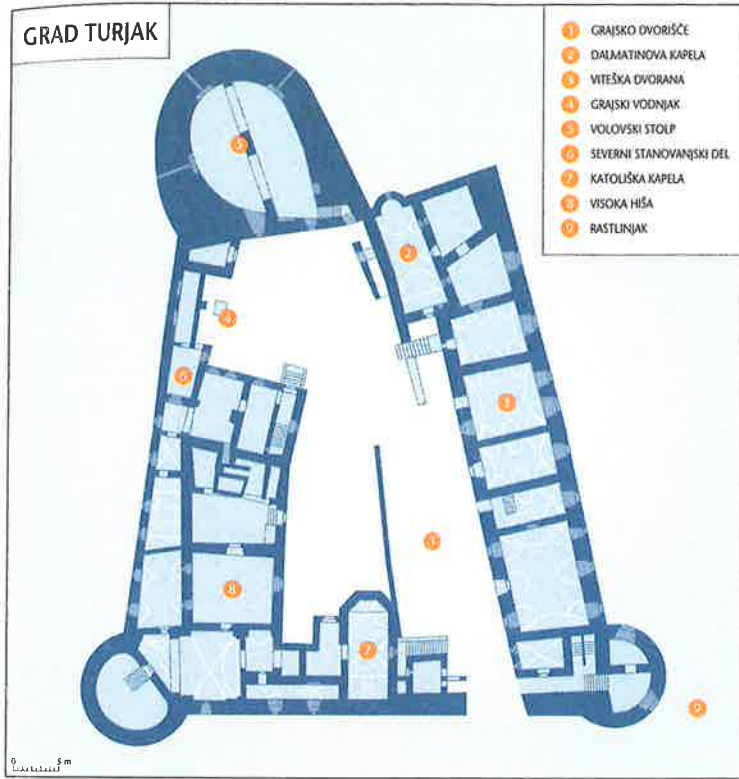 GRAD TURJAK
1 GRAJSKO DVORIŠČE
2 DALMATINOVA KAPELA
3 VITEŠKA DVORANA
4 GRAJSKI VODNJAK
5 VOLOVSKI STOLP
6 SEVERNI STANOVANJSKI DEL
7 KATOLIŠKA KAPELA
8 VISOKA HIŠA
9 RASTLINJAK
5
2
4
6
3
1
8
7
9
0 5 m